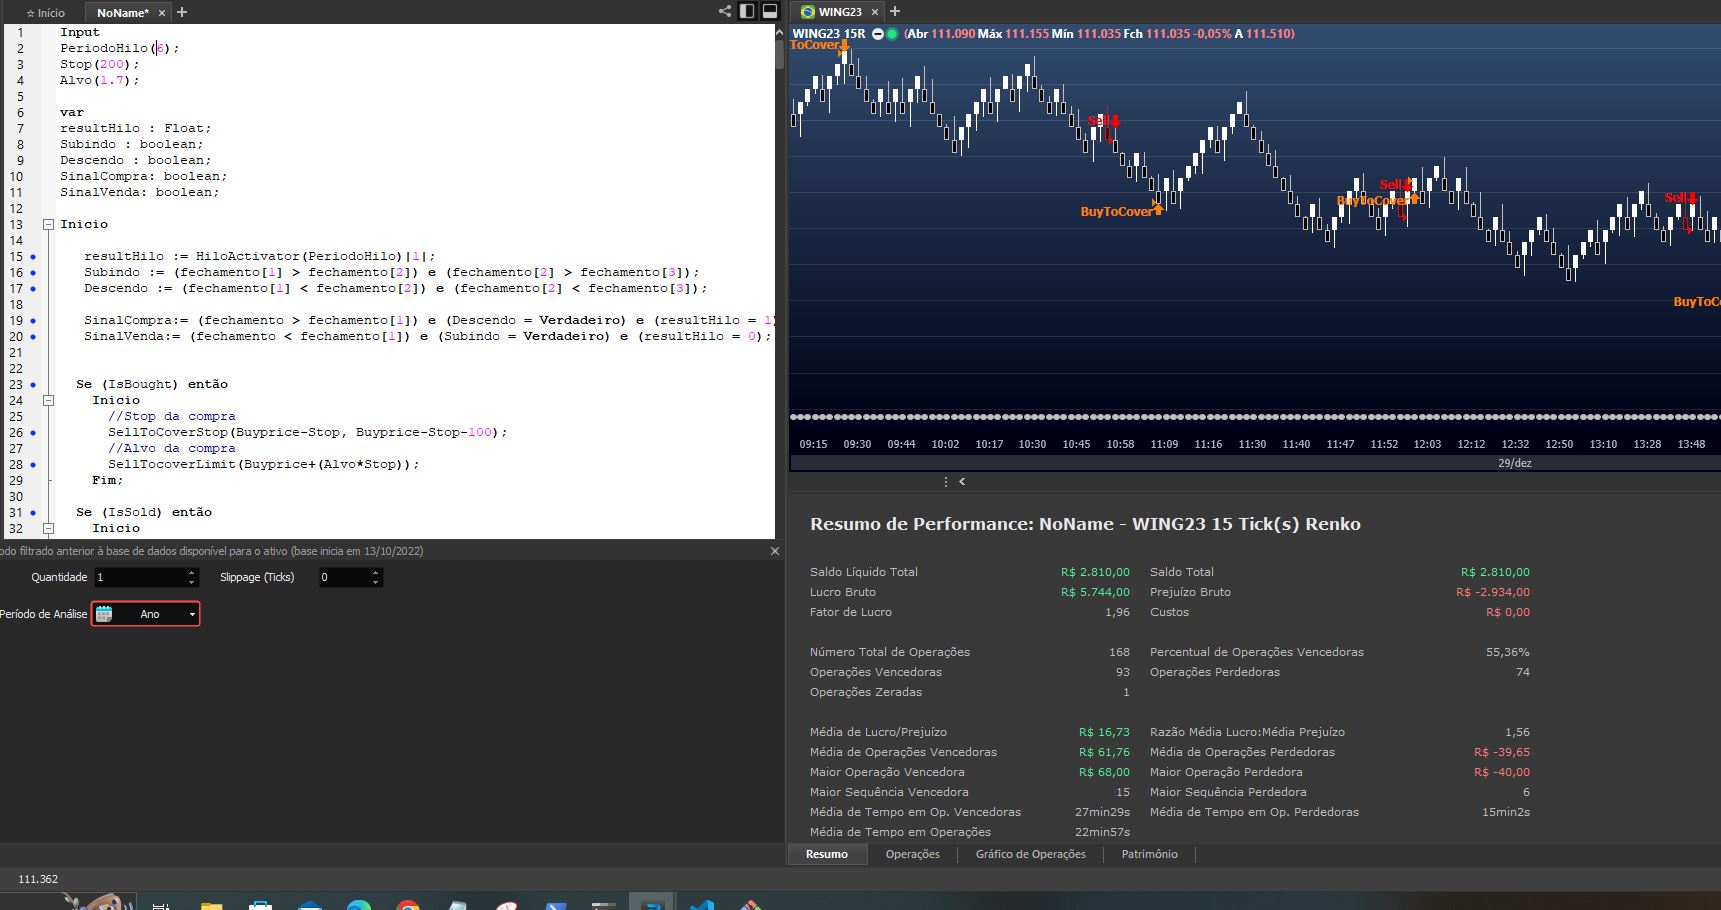 ☆ Início
NoName* × +
1 Input
2 PeriodoHilo(6);
3 Stop(200);
4 Alvo(1.7);
5
6 var
7 resultHilo : Float;
8 Subindo : boolean;
9 Descendo : boolean;
10 SinalCompra: boolean;
11 SinalVenda: boolean;
12
13 Inicio
14
15 resultHilo := HiloActivator(PeriodoHilo)|1|;
16 Subindo := (fechamento[1] > fechamento[2]) e (fechamento[2] > fechamento[3]);
17 Descendo := (fechamento[1] < fechamento[2]) e (fechamento[2] < fechamento[3]);
18
19 SinalCompra:= (fechamento > fechamento[1]) e (Descendo = Verdadeiro) e (resultHilo = 1)
20 SinalVenda:= (fechamento < fechamento[1]) e (Subindo = Verdadeiro) e (resultHilo = 0);
21
22
23 Se (IsBought) então
24 Inicio
25 //Stop da compra
26 SellToCoverStop(Buyprice-Stop, Buyprice-Stop-100);
27 //Alvo da compra
28 SellTocoverLimit(Buyprice+(Alvo*Stop));
29 Fim;
30
31 Se (IsSold) então
32 Inicio
odo filtrado anterior à base de dados disponível para o ativo (base inicia em 13/10/2022) ×
Quantidade 1 Slippage (Ticks) 0
Período de Análise Ano
111.362
WING23 × +
WING23 15R (Abr 111.090 Máx 111.155 Mín 111.035 Fch 111.035 -0,05% A 111.510)
ToCover
Sell
BuyToCover
Sell
BuyToCover
Sell
BuyToCo
09:15 09:30 09:44 10:02 10:17 10:30 10:45 10:58 11:09 11:16 11:30 11:40 11:47 11:52 12:03 12:12 12:32 12:50 13:10 13:28 13:48
29/dez
Resumo de Performance: NoName - WING23 15 Tick(s) Renko
Saldo Líquido Total R$ 2.810,00 Saldo Total R$ 2.810,00
Lucro Bruto R$ 5.744,00 Prejuízo Bruto R$ -2.934,00
Fator de Lucro 1,96 Custos R$ 0,00
Número Total de Operações 168 Percentual de Operações Vencedoras 55,36%
Operações Vencedoras 93 Operações Perdedoras 74
Operações Zeradas 1
Média de Lucro/Prejuízo R$ 16,73 Razão Média Lucro:Média Prejuízo 1,56
Média de Operações Vencedoras R$ 61,76 Média de Operações Perdedoras R$ -39,65
Maior Operação Vencedora R$ 68,00 Maior Operação Perdedora R$ -40,00
Maior Sequência Vencedora 15 Maior Sequência Perdedora 6
Média de Tempo em Op. Vencedoras 27min29s Média de Tempo em Op. Perdedoras 15min2s
Média de Tempo em Operações 22min57s
Resumo Operações Gráfico de Operações Patrimônio